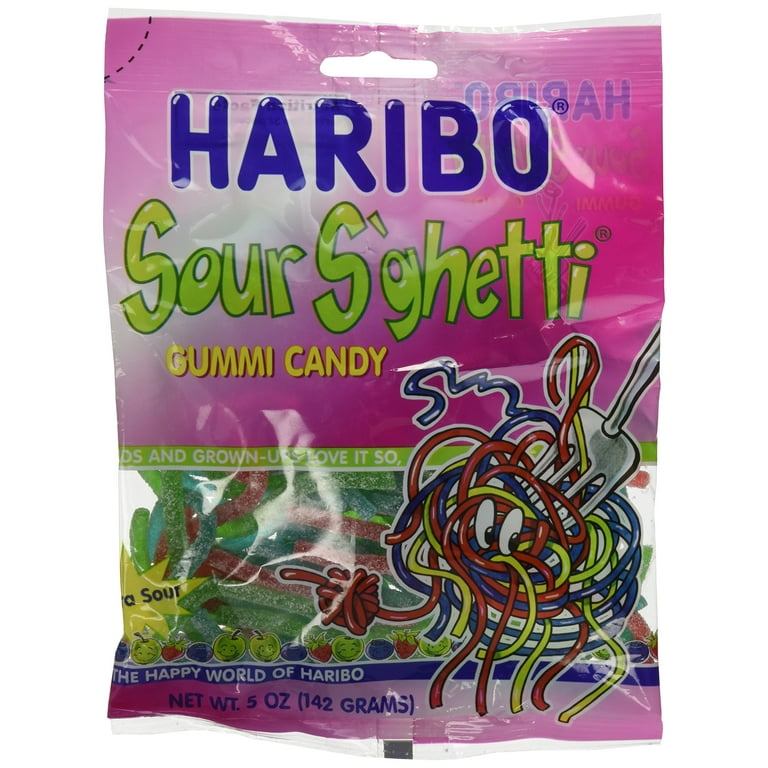 HARIBO®
Sour S'ghetti®
GUMMI CANDY
DS AND GROWN-UPS LOVE IT SO,
a Sour
THE HAPPY WORLD OF HARIBO
NET WT. 5 OZ (142 GRAMS)